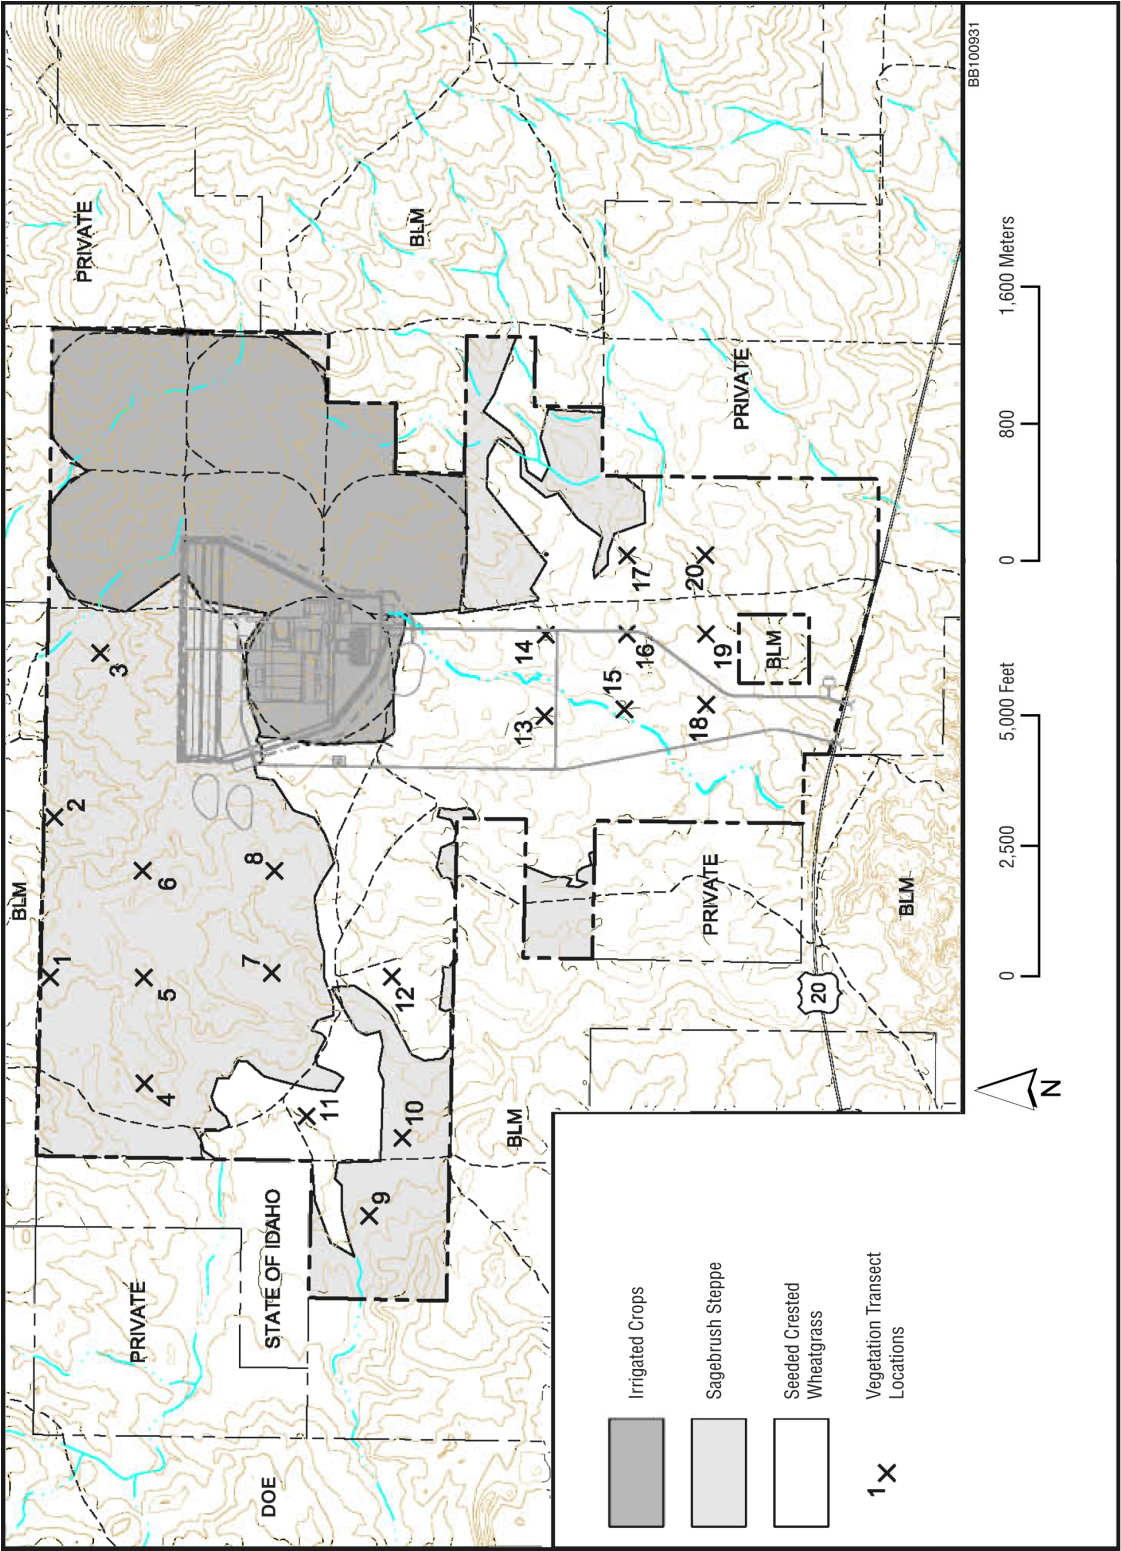 PRIVATE
BLM
PRIVATE
BLM
PRIVATE
STATE OF IDAHO
DOE
BLM
PRIVATE
BLM
BLM
PRIVATE
20
1
2
3
4
5
6
7
8
9
10
11
12
13
14
15
16
17
18
19
20
N
Irrigated Crops
Sagebrush Steppe
Seeded Crested
Wheatgrass
1
Vegetation Transect
Locations
0
2,500
5,000 Feet
0
800
1,600 Meters
BB100931